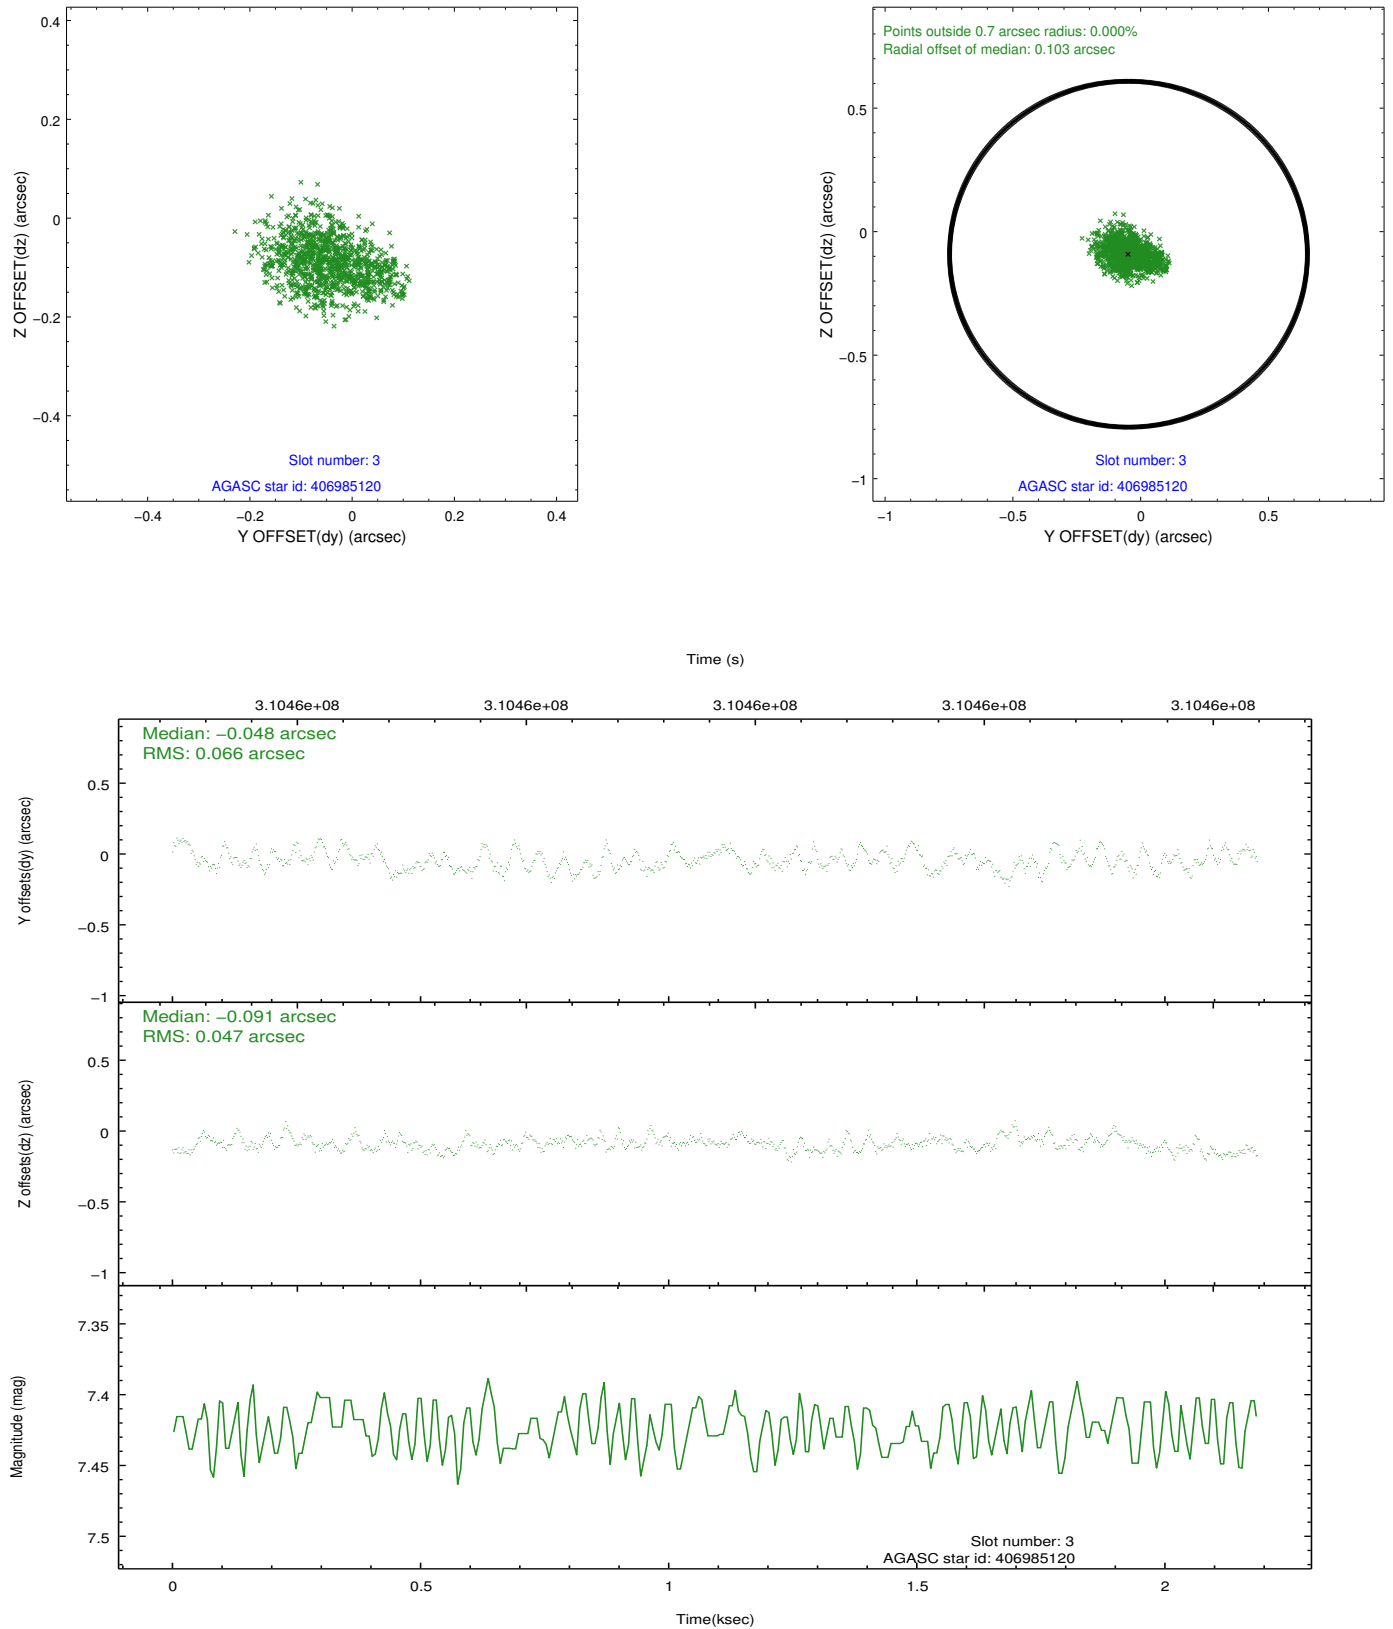 0.4
0.2
0
−0.2
−0.4
Z OFFSET(dz) (arcsec)
Slot number: 3
AGASC star id: 406985120
−0.4
−0.2
0
0.2
0.4
Y OFFSET(dy) (arcsec)
Points outside 0.7 arcsec radius: 0.000%
Radial offset of median: 0.103 arcsec
0.5
0
−0.5
−1
Z OFFSET(dz) (arcsec)
Slot number: 3
AGASC star id: 406985120
−1
−0.5
0
0.5
Y OFFSET(dy) (arcsec)
Time (s)
3.1046e+08
3.1046e+08
3.1046e+08
3.1046e+08
3.1046e+08
Median: −0.048 arcsec
RMS: 0.066 arcsec
0.5
0
−0.5
−1
Y offsets(dy) (arcsec)
Median: −0.091 arcsec
RMS: 0.047 arcsec
0.5
0
−0.5
−1
Z offsets(dz) (arcsec)
7.35
7.4
7.45
7.5
Magnitude (mag)
Slot number: 3
AGASC star id: 406985120
0
0.5
1
1.5
2
Time(ksec)